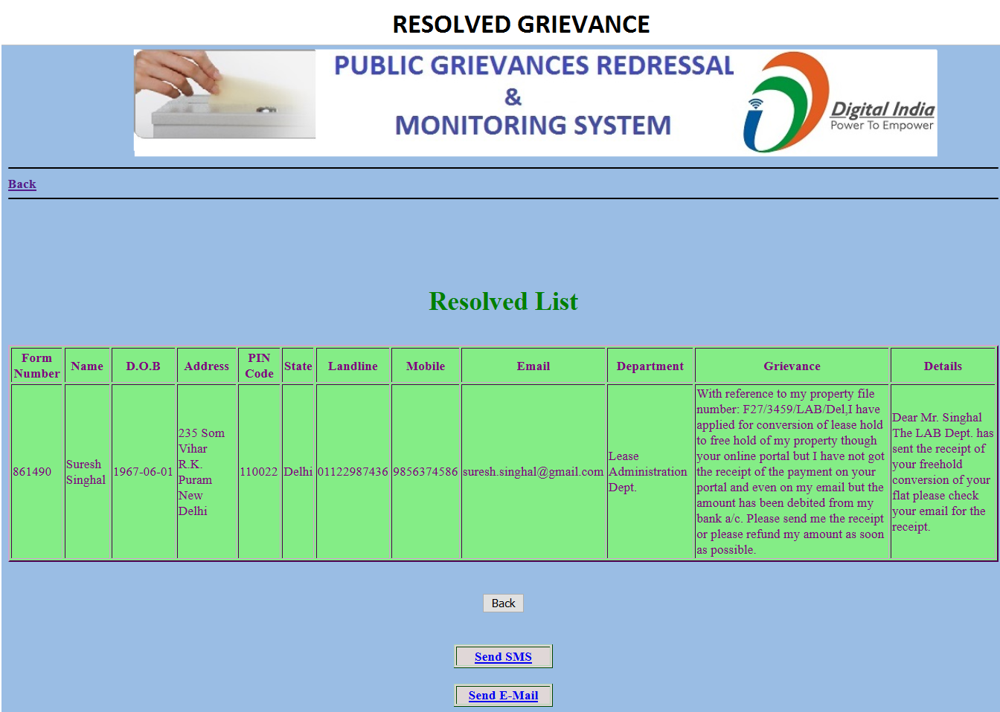 RESOLVED GRIEVANCE
PUBLIC GRIEVANCES REDRESSAL
&
MONITORING SYSTEM
Digital India
Power To Empower
Back
Resolved List
Form Number
Name
D.O.B
Address
PIN Code
State
Landline
Mobile
Email
Department
Grievance
Details
861490
Suresh
Singhal
1967-06-01
235 Som
Vihar
R.K.
Puram
New
Delhi
110022
Delhi
01122987436
9856374586
suresh.singhal@gmail.com
Lease
Administration
Dept.
With reference to my property file
number: F27/3459/LAB/Del,I have
applied for conversion of lease hold
to free hold of my property though
your online portal but I have not got
the receipt of the payment on your
portal and even on my email but the
amount has been debited from my
bank a/c. Please send me the receipt
or please refund my amount as soon
as possible.
Dear Mr. Singhal
The LAB Dept. has
sent the receipt of
your freehold
conversion of your
flat please check
your email for the
receipt.
Back
Send SMS
Send E-Mail